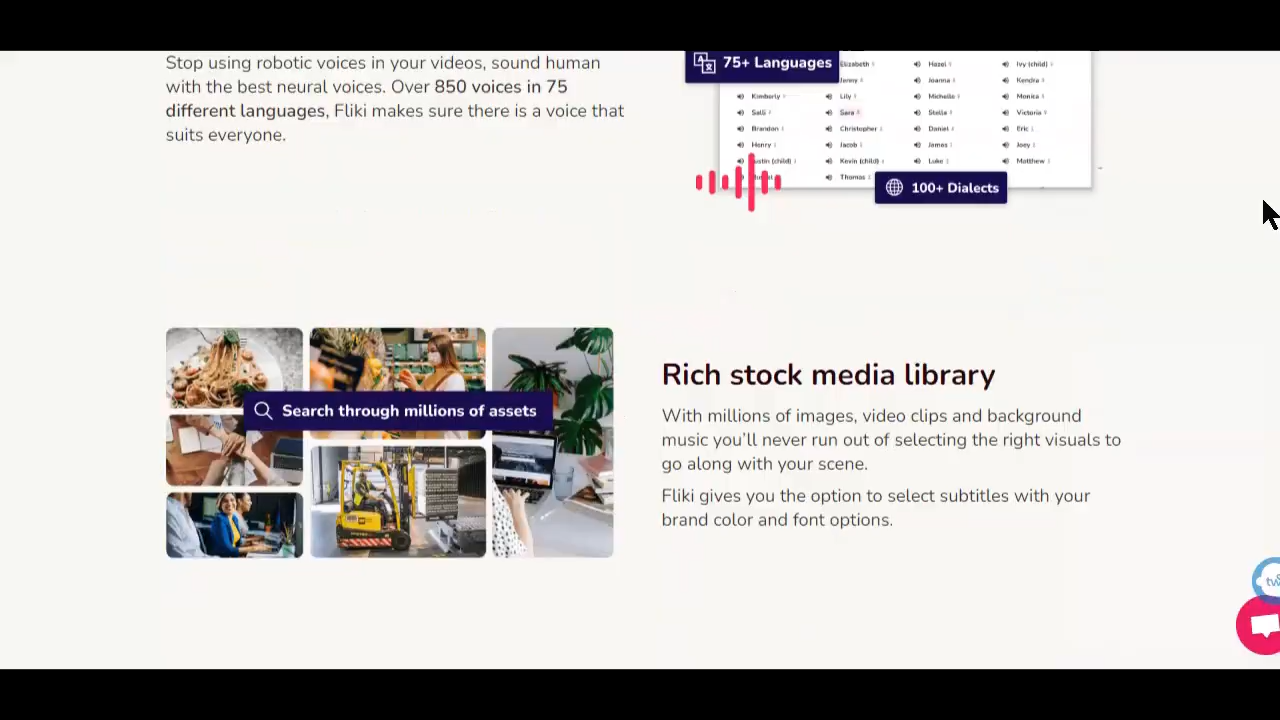 Stop using robotic voices in your videos, sound human
with the best neural voices. Over 850 voices in 75
different languages, Fliki makes sure there is a voice that
suits everyone.
75+ Languages
Elizabeth Hazel Ivy (child)
Jenny Joanna Kendra
Kimberly Lily Michelle Monica
Salli Sara Stella Victoria
Brandon Christopher Daniel Eric
Henry Jacob James Joey
Justin (child) Kevin (child) Luke Matthew
Thomas
100+ Dialects
Search through millions of assets
Rich stock media library
With millions of images, video clips and background
music you’ll never run out of selecting the right visuals to
go along with your scene.
Fliki gives you the option to select subtitles with your
brand color and font options.